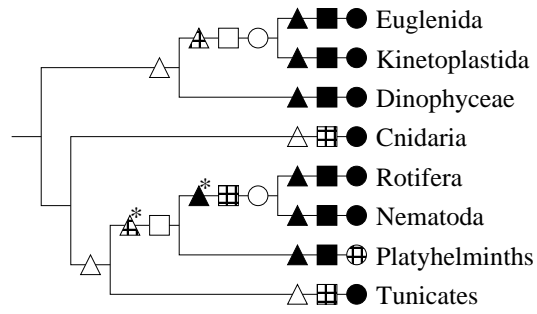 Euglenida
Kinetoplastida
Dinophyceae
Cnidaria
Rotifera
*
Nematoda
*
Platyhelminths
Tunicates